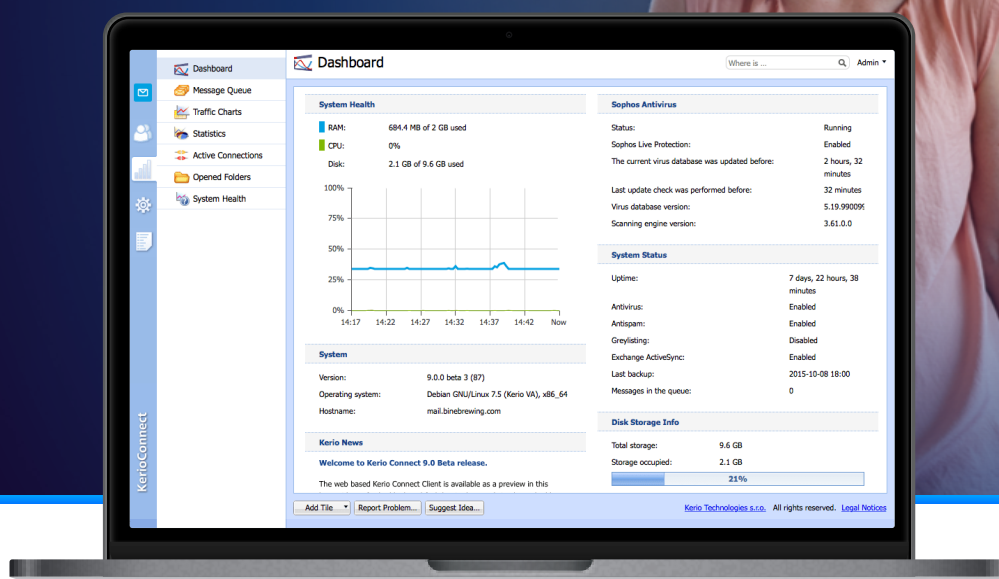 Dashboard
Where is ...
Admin
Dashboard
Message Queue
Traffic Charts
Statistics
Active Connections
Opened Folders
System Health
KerioConnect
System Health
RAM: 684.4 MB of 2 GB used
CPU: 0%
Disk: 2.1 GB of 9.6 GB used
100%
75%
50%
25%
0%
14:17 14:22 14:27 14:32 14:37 14:42 Now
System
Version: 9.0.0 beta 3 (87)
Operating system: Debian GNU/Linux 7.5 (Kerio VA), x86_64
Hostname: mail.binebrewing.com
Kerio News
Welcome to Kerio Connect 9.0 Beta release.
The web based Kerio Connect Client is available as a preview in this
Sophos Antivirus
Status: Running
Sophos Live Protection: Enabled
The current virus database was updated before: 2 hours, 32
minutes
Last update check was performed before: 32 minutes
Virus database version: 5.19.990099
Scanning engine version: 3.61.0.0
System Status
Uptime: 7 days, 22 hours, 38
minutes
Antivirus: Enabled
Antispam: Enabled
Greylisting: Disabled
Exchange ActiveSync: Enabled
Last backup: 2015-10-08 18:00
Messages in the queue: 0
Disk Storage Info
Total storage: 9.6 GB
Storage occupied: 2.1 GB
21%
Add Tile
Report Problem...
Suggest Idea...
Kerio Technologies s.r.o. All rights reserved. Legal Notices